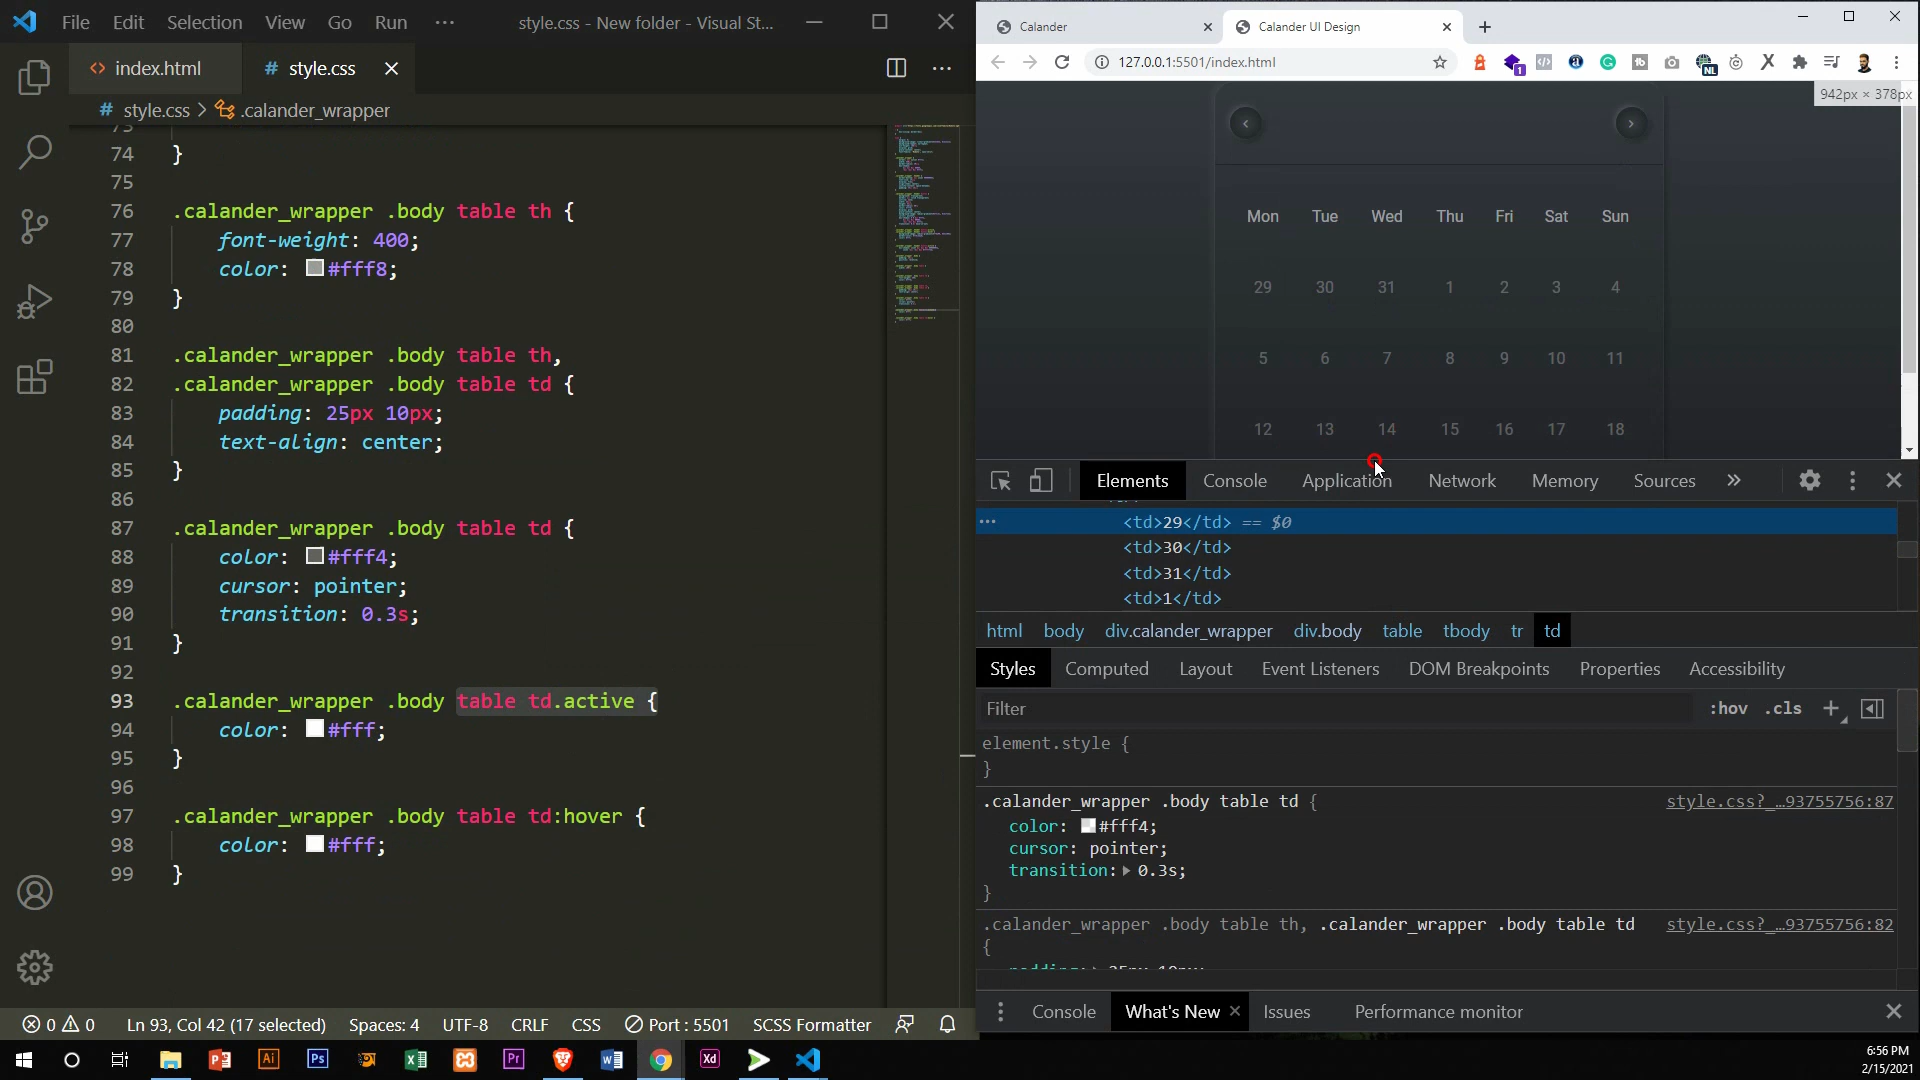 File Edit Selection View Go Run ··· style.css - New folder - Visual St...
index.html # style.css
# style.css > .calander_wrapper
73
74 }
75
76 .calander_wrapper .body table th {
77 font-weight: 400;
78 color: #fff8;
79 }
80
81 .calander_wrapper .body table th,
82 .calander_wrapper .body table td {
83 padding: 25px 10px;
84 text-align: center;
85 }
86
87 .calander_wrapper .body table td {
88 color: #fff4;
89 cursor: pointer;
90 transition: 0.3s;
91 }
92
93 .calander_wrapper .body table td.active {
94 color: #fff;
95 }
96
97 .calander_wrapper .body table td:hover {
98 color: #fff;
99 }
0 0 Ln 93, Col 42 (17 selected) Spaces: 4 UTF-8 CRLF CSS Port : 5501 SCSS Formatter
Calander Calander UI Design
127.0.0.1:5501/index.html
1 NL
942px × 378px
Mon Tue Wed Thu Fri Sat Sun
29 30 31 1 2 3 4
5 6 7 8 9 10 11
12 13 14 15 16 17 18
Elements Console Application Network Memory Sources »
··· <td>29</td> == $0
<td>30</td>
<td>31</td>
<td>1</td>
html body div.calander_wrapper div.body table tbody tr td
Styles Computed Layout Event Listeners DOM Breakpoints Properties Accessibility
Filter :hov .cls +
element.style {
}
.calander_wrapper .body table td { style.css?_…93755756:87
color: #fff4;
cursor: pointer;
transition: 0.3s;
}
.calander_wrapper .body table th, .calander_wrapper .body table td style.css?_…93755756:82
{
padding: 25px 10px;
Console What's New Issues Performance monitor
Ai Ps Pr Xd
6:56 PM
2/15/2021